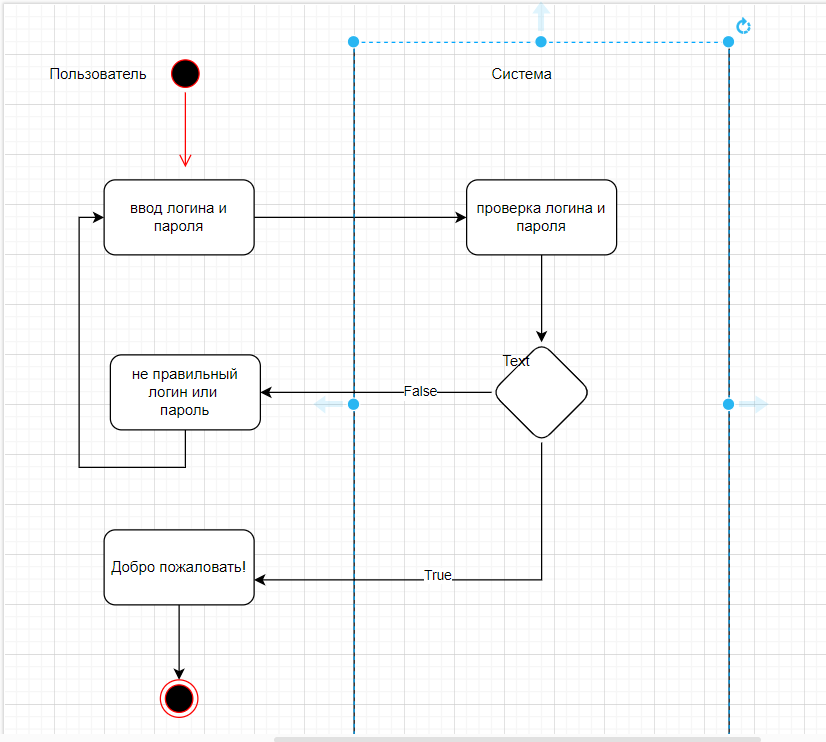 Пользователь
Система
ввод логина и
пароля
проверка логина и
пароля
Text
не правильный
логин или
пароль
False
Добро пожаловать!
True